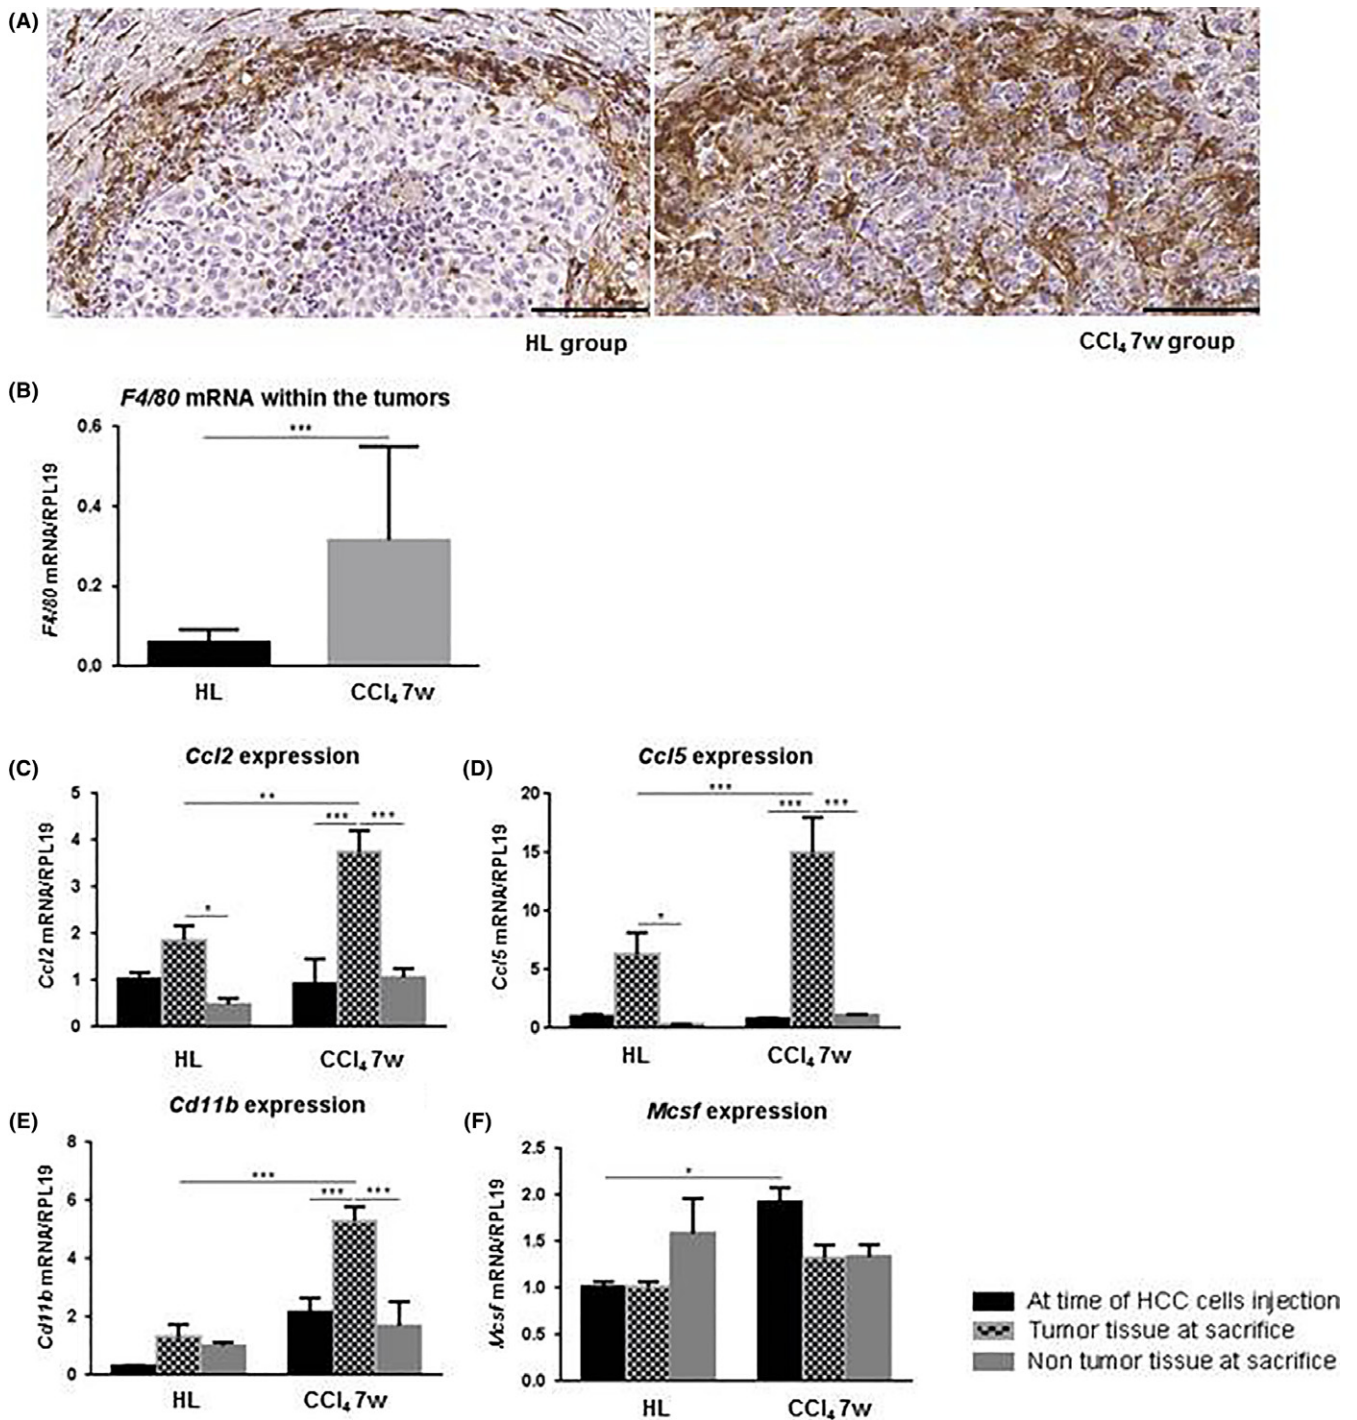 (A)
HL group
CCl₄ 7w group
(B)
F4/80 mRNA within the tumors
0.6
***
0.4
0.2
0.0
F4/80 mRNA/RPL19
HL
CCl₄ 7w
(C)
Ccl2 expression
5
4
3
2
1
0
Ccl2 mRNA/RPL19
**
*** ***
*
HL
CCl₄ 7w
(D)
Ccl5 expression
20
15
10
5
0
Ccl5 mRNA/RPL19
***
*** ***
*
HL
CCl₄ 7w
(E)
Cd11b expression
8
6
4
2
0
Cd11b mRNA/RPL19
***
*** ***
HL
CCl₄ 7w
(F)
Mcsf expression
2.5
2.0
1.5
1.0
0.5
0.0
Mcsf mRNA/RPL19
*
HL
CCl₄ 7w
At time of HCC cells injection
Tumor tissue at sacrifice
Non tumor tissue at sacrifice